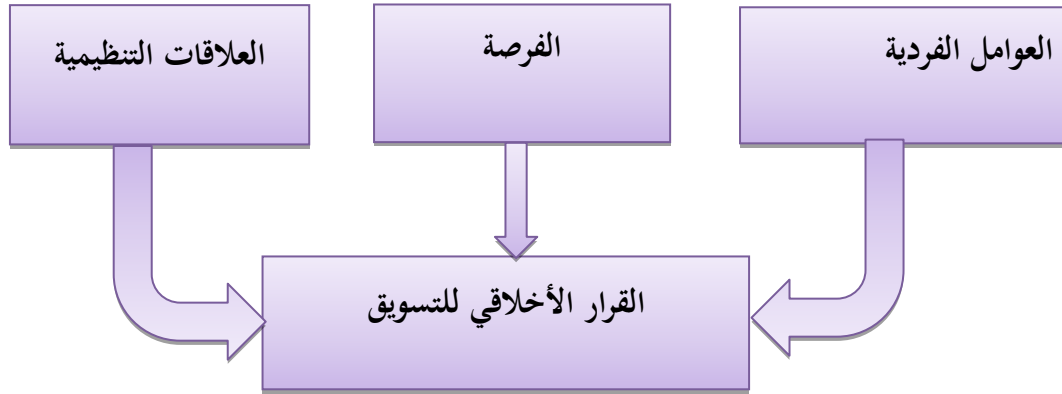 العوامل الفردية
الفرصة
العلاقات التنظيمية
القرار الأخلاقي للتسويق